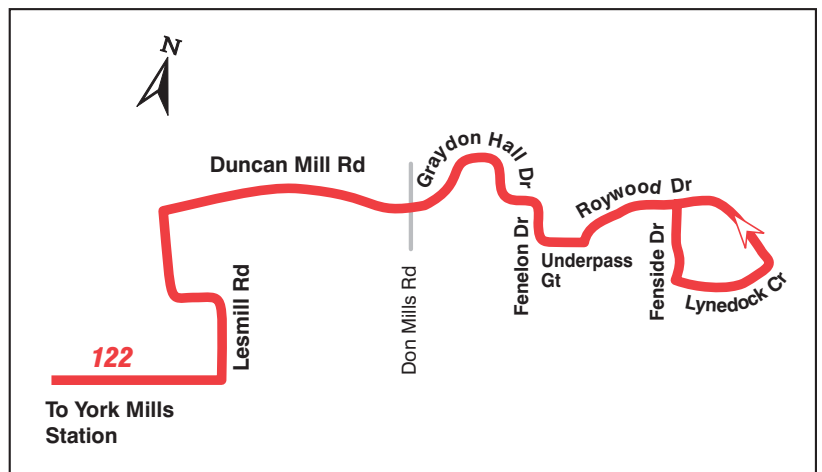 N
Duncan Mill Rd
Graydon Hall Dr
Roywood Dr
Fenelon Dr
Underpass
Gt
Fenside Dr
Lynedock Cr
Don Mills Rd
Lesmill Rd
122
To York Mills
Station